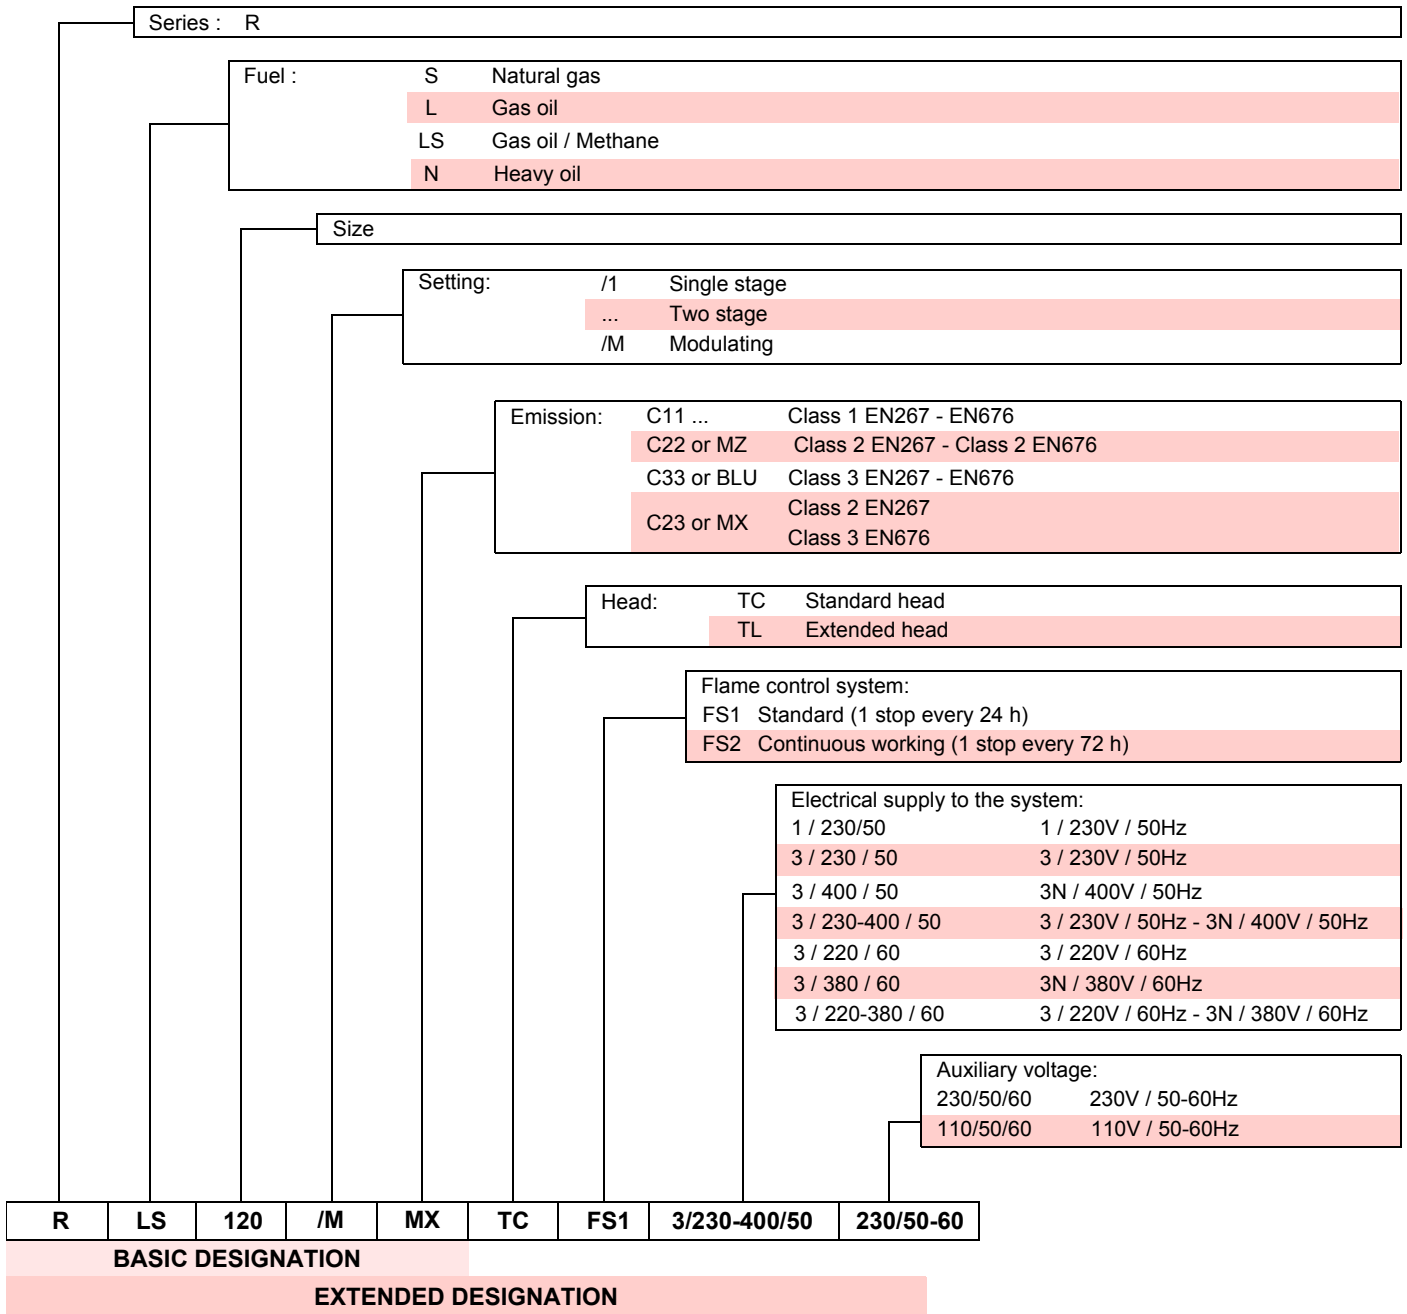 Series : R
Fuel : S Natural gas
L Gas oil
LS Gas oil / Methane
N Heavy oil
Size
Setting: /1 Single stage
... Two stage
/M Modulating
Emission: C11 ... Class 1 EN267 - EN676
C22 or MZ Class 2 EN267 - Class 2 EN676
C33 or BLU Class 3 EN267 - EN676
C23 or MX Class 2 EN267
Class 3 EN676
Head: TC Standard head
TL Extended head
Flame control system:
FS1 Standard (1 stop every 24 h)
FS2 Continuous working (1 stop every 72 h)
Electrical supply to the system:
1 / 230/50 1 / 230V / 50Hz
3 / 230 / 50 3 / 230V / 50Hz
3 / 400 / 50 3N / 400V / 50Hz
3 / 230-400 / 50 3 / 230V / 50Hz - 3N / 400V / 50Hz
3 / 220 / 60 3 / 220V / 60Hz
3 / 380 / 60 3N / 380V / 60Hz
3 / 220-380 / 60 3 / 220V / 60Hz - 3N / 380V / 60Hz
Auxiliary voltage:
230/50/60 230V / 50-60Hz
110/50/60 110V / 50-60Hz
R LS 120 /M MX TC FS1 3/230-400/50 230/50-60
BASIC DESIGNATION
EXTENDED DESIGNATION